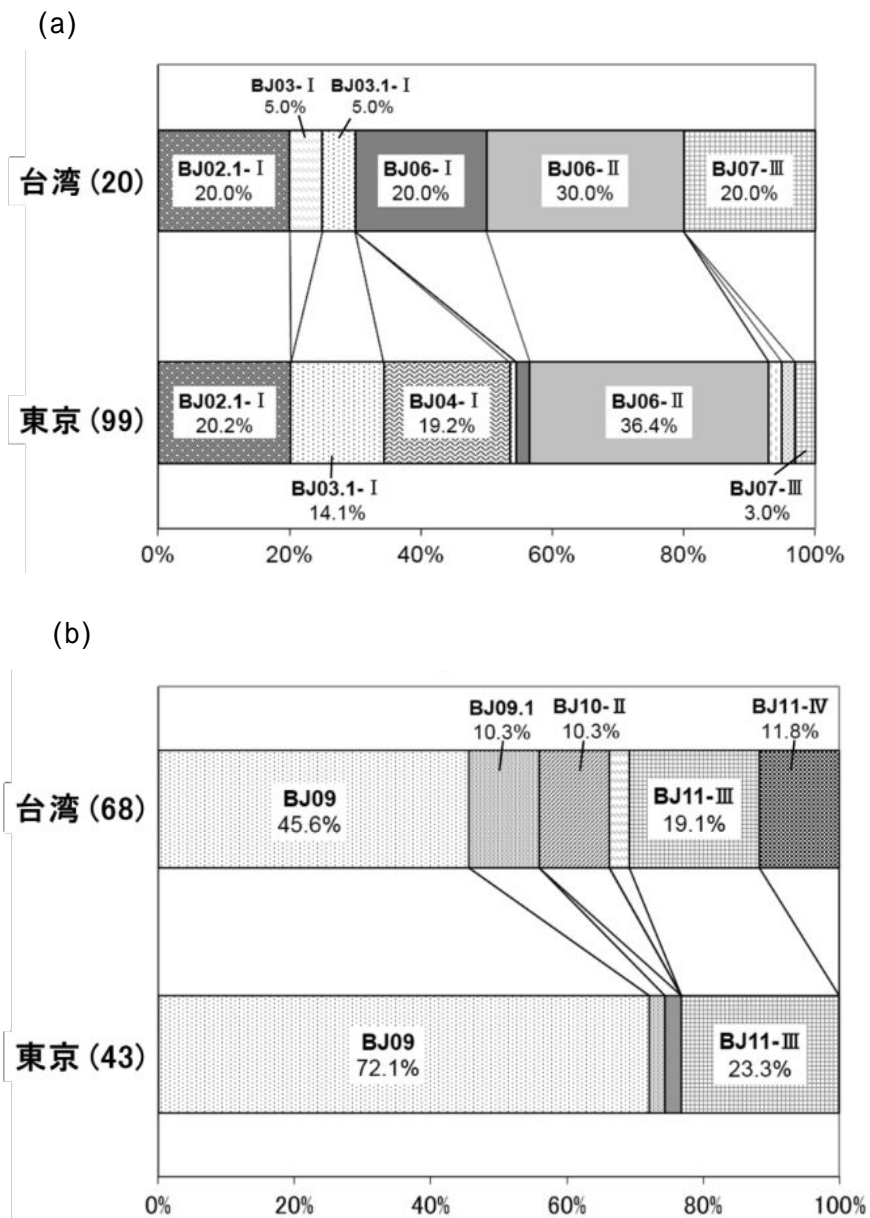 (a)
BJ03-Ⅰ BJ03.1-Ⅰ
5.0% 5.0%
台湾(20)
BJ02.1-Ⅰ
20.0%
BJ06-Ⅰ
20.0%
BJ06-Ⅱ
30.0%
BJ07-Ⅲ
20.0%
東京(99)
BJ02.1-Ⅰ
20.2%
BJ04-Ⅰ
19.2%
BJ06-Ⅱ
36.4%
BJ03.1-Ⅰ
14.1%
BJ07-Ⅲ
3.0%
0% 20% 40% 60% 80% 100%
(b)
BJ09.1 BJ10-Ⅱ BJ11-Ⅳ
10.3% 10.3% 11.8%
台湾(68)
BJ09
45.6%
BJ11-Ⅲ
19.1%
東京(43)
BJ09
72.1%
BJ11-Ⅲ
23.3%
0% 20% 40% 60% 80% 100%